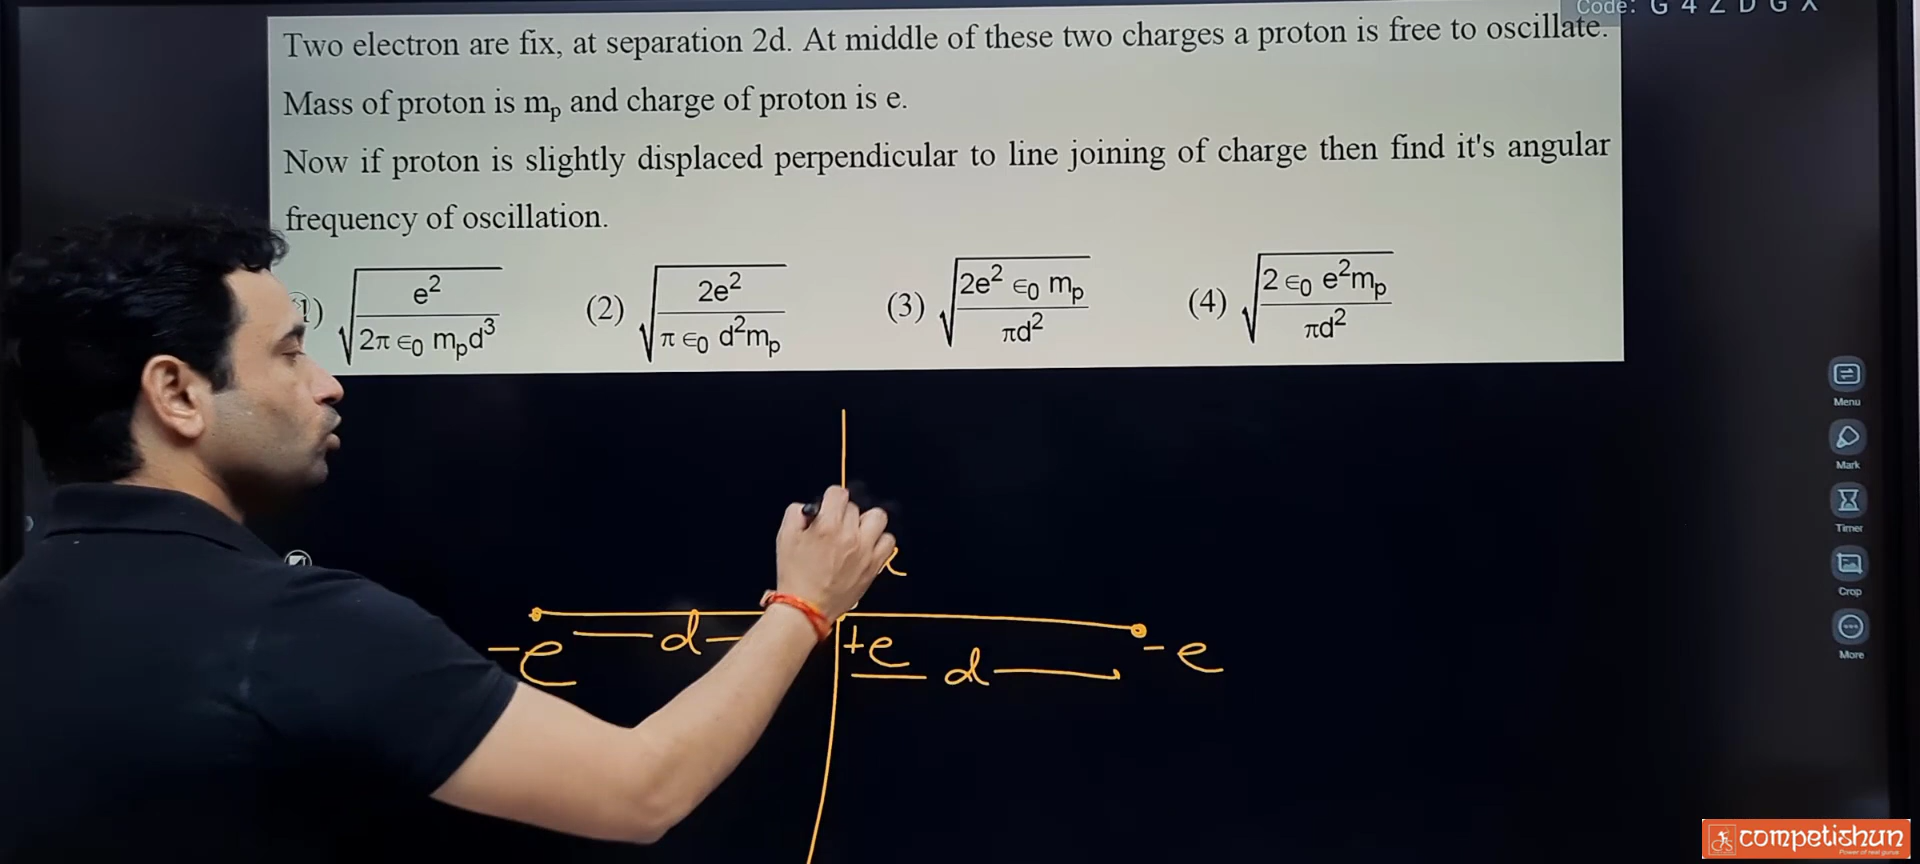 Code: G 4 Z D G X
Two electron are fix, at separation 2d. At middle of these two charges a proton is free to oscillate.
Mass of proton is mₚ and charge of proton is e.
Now if proton is slightly displaced perpendicular to line joining of charge then find it's angular
frequency of oscillation.
(1) √(e²/(2π ∈₀ mₚd³)) (2) √(2e²/(π ∈₀ d²mₚ)) (3) √(2e² ∈₀ mₚ/(πd²)) (4) √(2 ∈₀ e²mₚ/(πd²))
Menu
Mark
Timer
Crop
More
-e d +e d -e
competishun